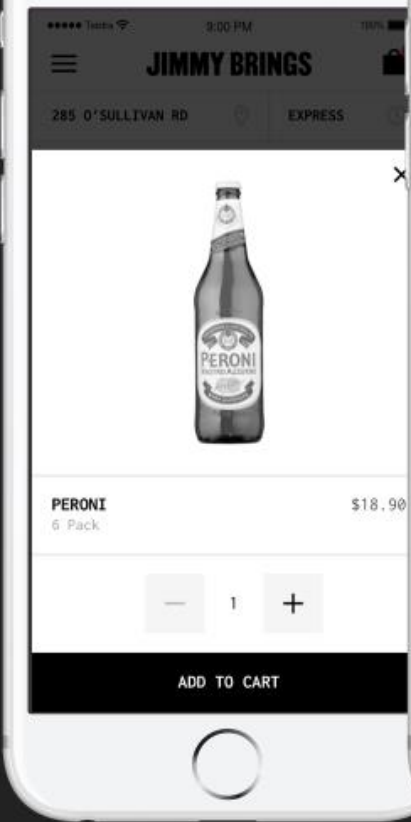 9:00 PM
100%
JIMMY BRINGS
285 O'SULLIVAN RD
EXPRESS
PERONI
PERONI
$18.90
6 Pack
1
ADD TO CART